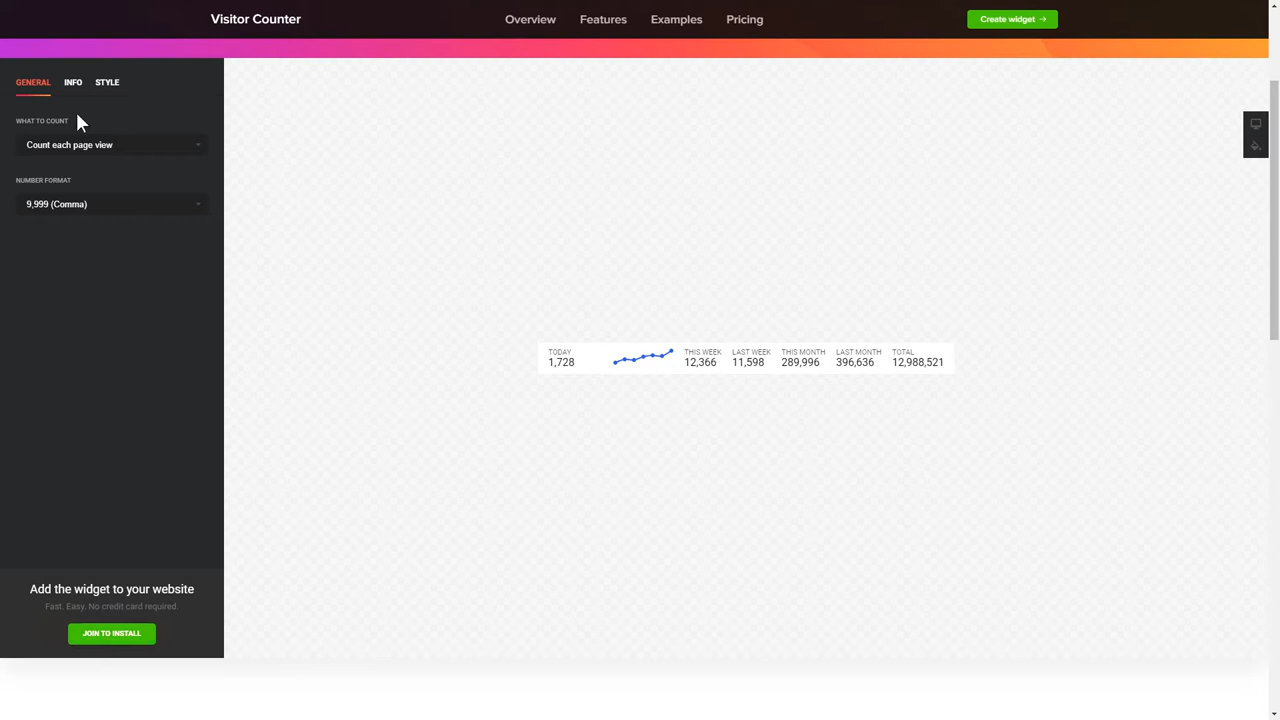 Visitor Counter
Overview Features Examples Pricing
Create widget →
GENERAL INFO STYLE
WHAT TO COUNT
Count each page view
NUMBER FORMAT
9,999 (Comma)
TODAY THIS WEEK LAST WEEK THIS MONTH LAST MONTH TOTAL
1,728 12,366 11,598 289,996 396,636 12,988,521
Add the widget to your website
Fast. Easy. No credit card required.
JOIN TO INSTALL